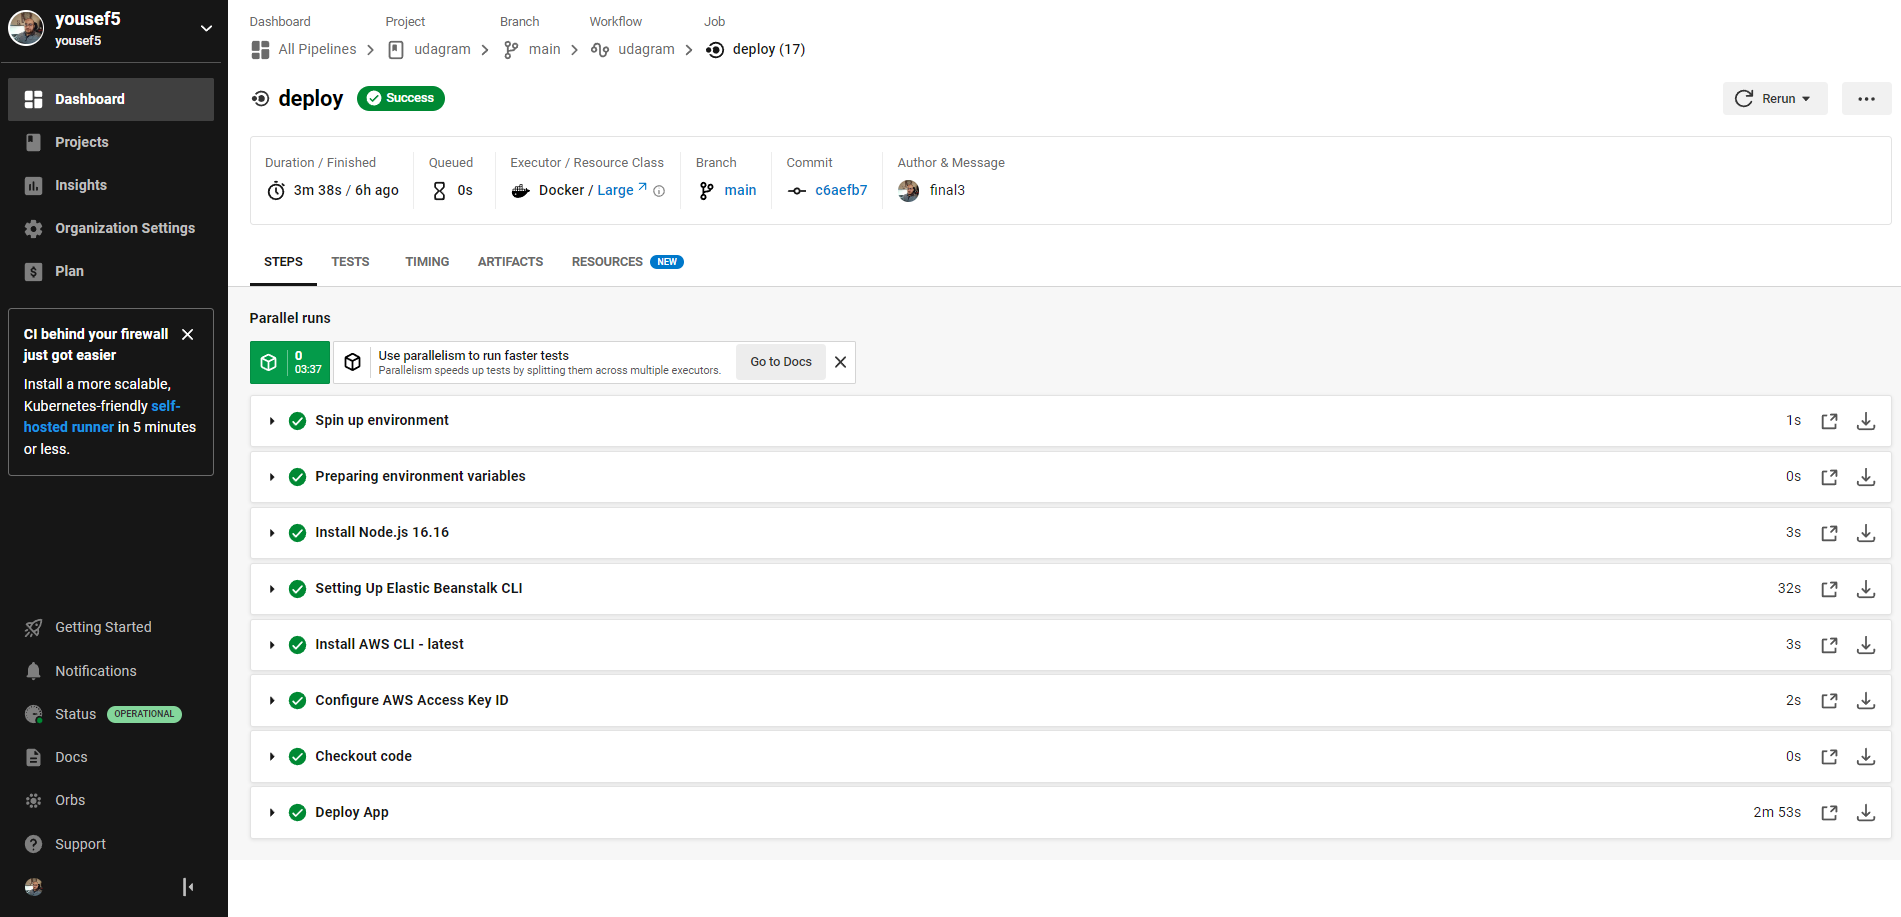 yousef5
yousef5
Dashboard
Projects
Insights
Organization Settings
Plan
CI behind your firewall
just got easier
Install a more scalable,
Kubernetes-friendly self-
hosted runner in 5 minutes
or less.
Getting Started
Notifications
Status OPERATIONAL
Docs
Orbs
Support
Dashboard Project Branch Workflow Job
All Pipelines udagram main udagram deploy (17)
deploy Success Rerun
Duration / Finished Queued Executor / Resource Class Branch Commit Author & Message
3m 38s / 6h ago 0s Docker / Large main c6aefb7 final3
STEPS TESTS TIMING ARTIFACTS RESOURCES NEW
Parallel runs
0
03:37
Use parallelism to run faster tests
Parallelism speeds up tests by splitting them across multiple executors.
Go to Docs
Spin up environment 1s
Preparing environment variables 0s
Install Node.js 16.16 3s
Setting Up Elastic Beanstalk CLI 32s
Install AWS CLI - latest 3s
Configure AWS Access Key ID 2s
Checkout code 0s
Deploy App 2m 53s